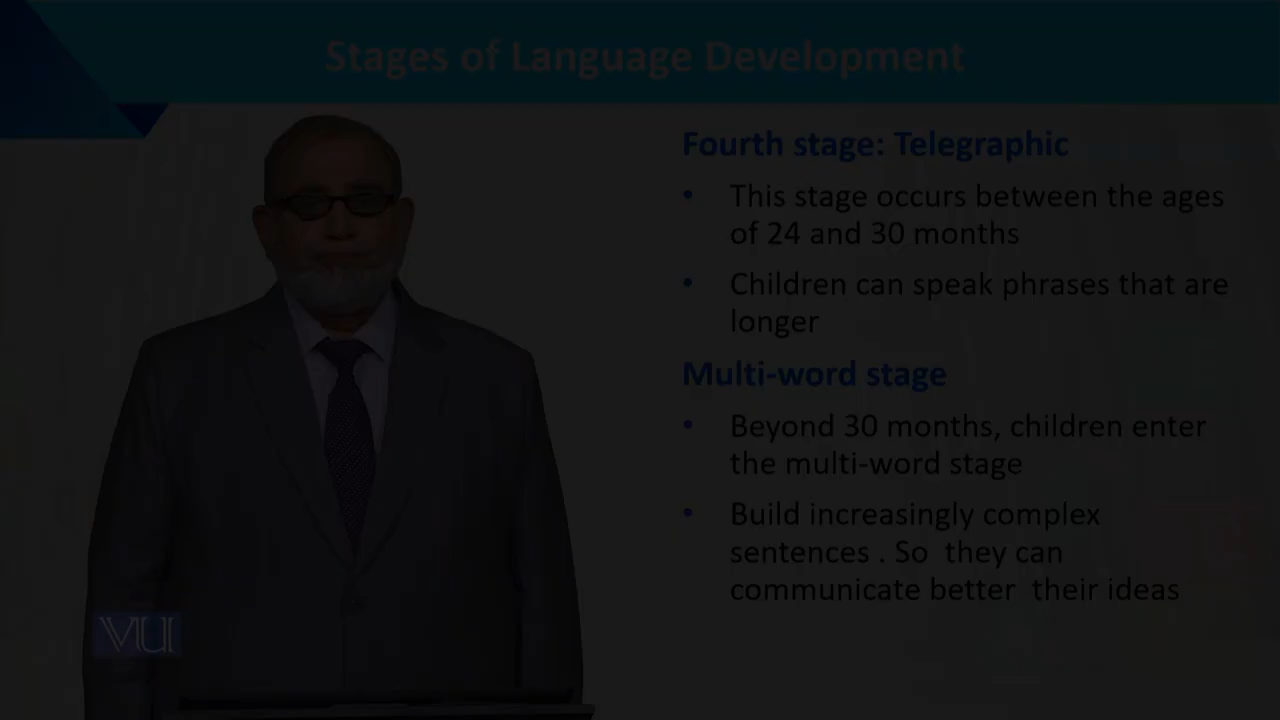 Stages of Language Development
Fourth stage: Telegraphic
• This stage occurs between the ages
of 24 and 30 months
• Children can speak phrases that are
longer
Multi-word stage
• Beyond 30 months, children enter
the multi-word stage
• Build increasingly complex
sentences . So they can
communicate better their ideas
VU